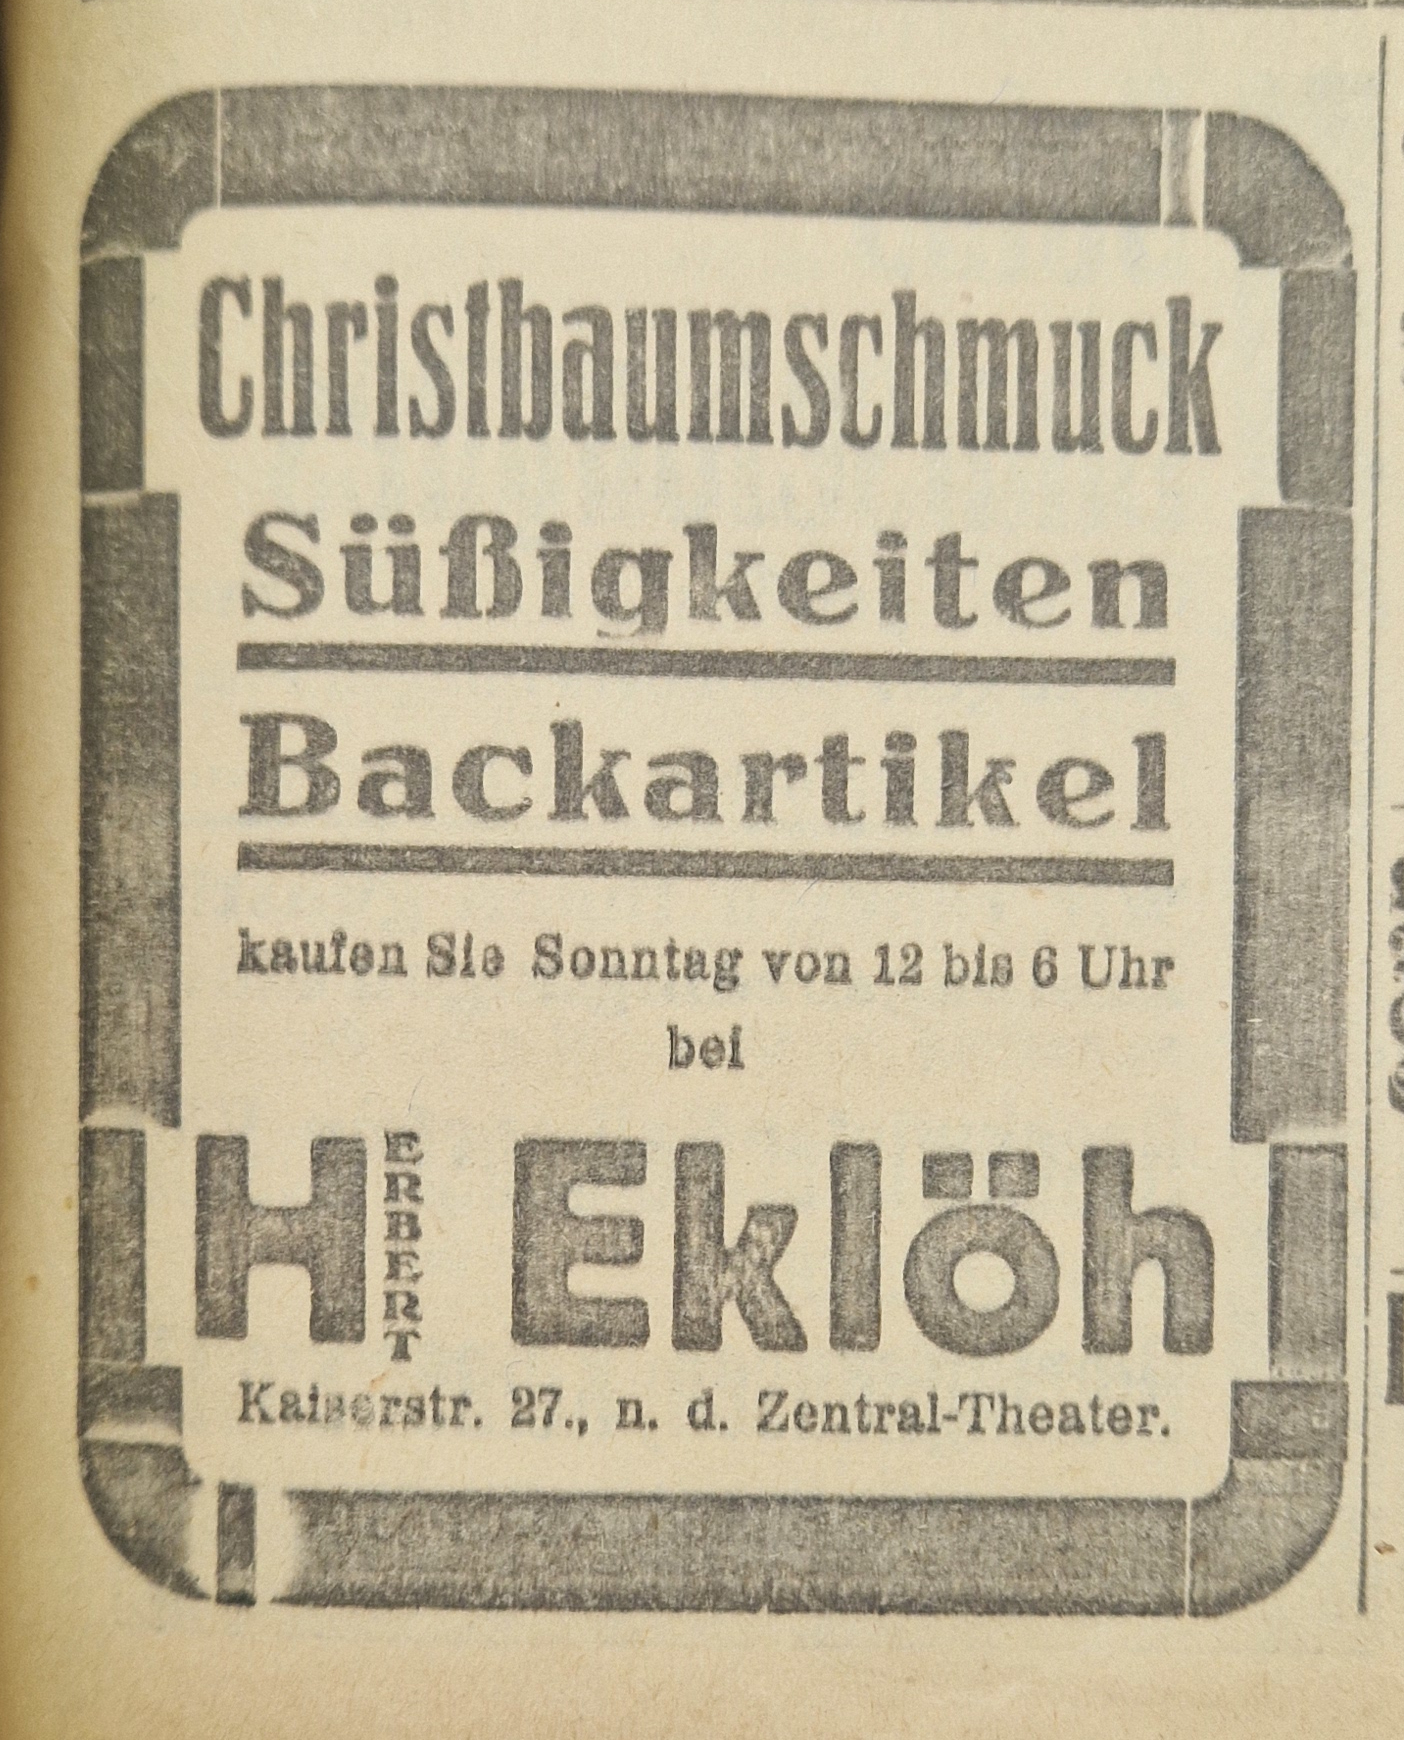 Christbaumschmuck
Süßigkeiten
Backartikel
kaufen Sie Sonntag von 12 bis 6 Uhr
bei
HERBERT Eklöh
Kaiserstr. 27., n. d. Zentral-Theater.